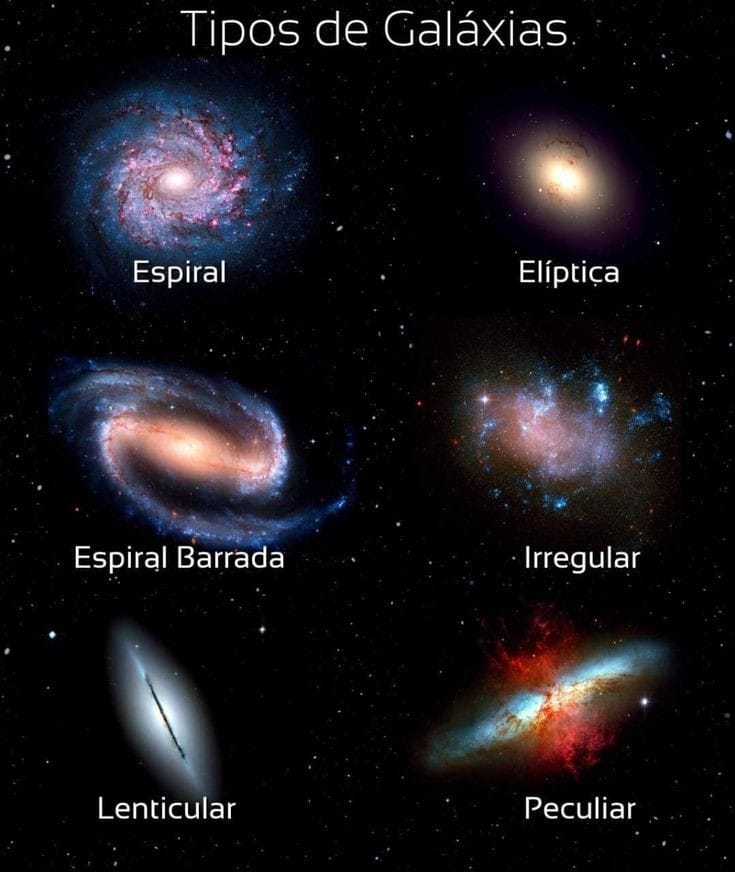 Tipos de Galáxias
Espiral
Elíptica
Espiral Barrada
Irregular
Lenticular
Peculiar